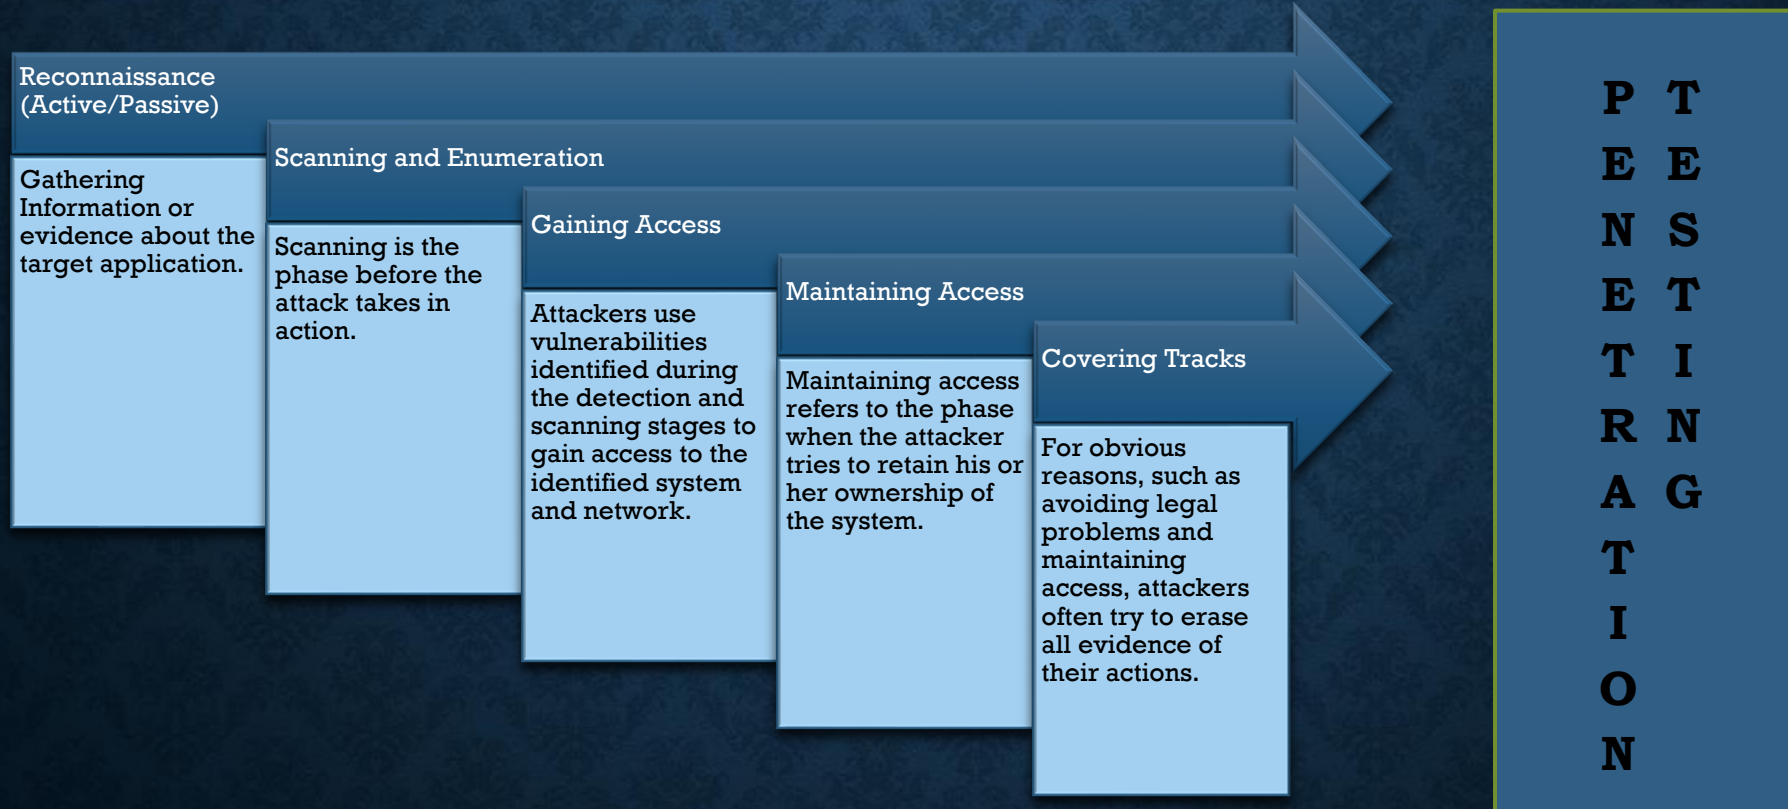 Reconnaissance
(Active/Passive)
Gathering
Information or
evidence about the
target application.
Scanning and Enumeration
Scanning is the
phase before the
attack takes in
action.
Gaining Access
Attackers use
vulnerabilities
identified during
the detection and
scanning stages to
gain access to the
identified system
and network.
Maintaining Access
Maintaining access
refers to the phase
when the attacker
tries to retain his or
her ownership of
the system.
Covering Tracks
For obvious
reasons, such as
avoiding legal
problems and
maintaining
access, attackers
often try to erase
all evidence of
their actions.
PENETRATION
TESTING